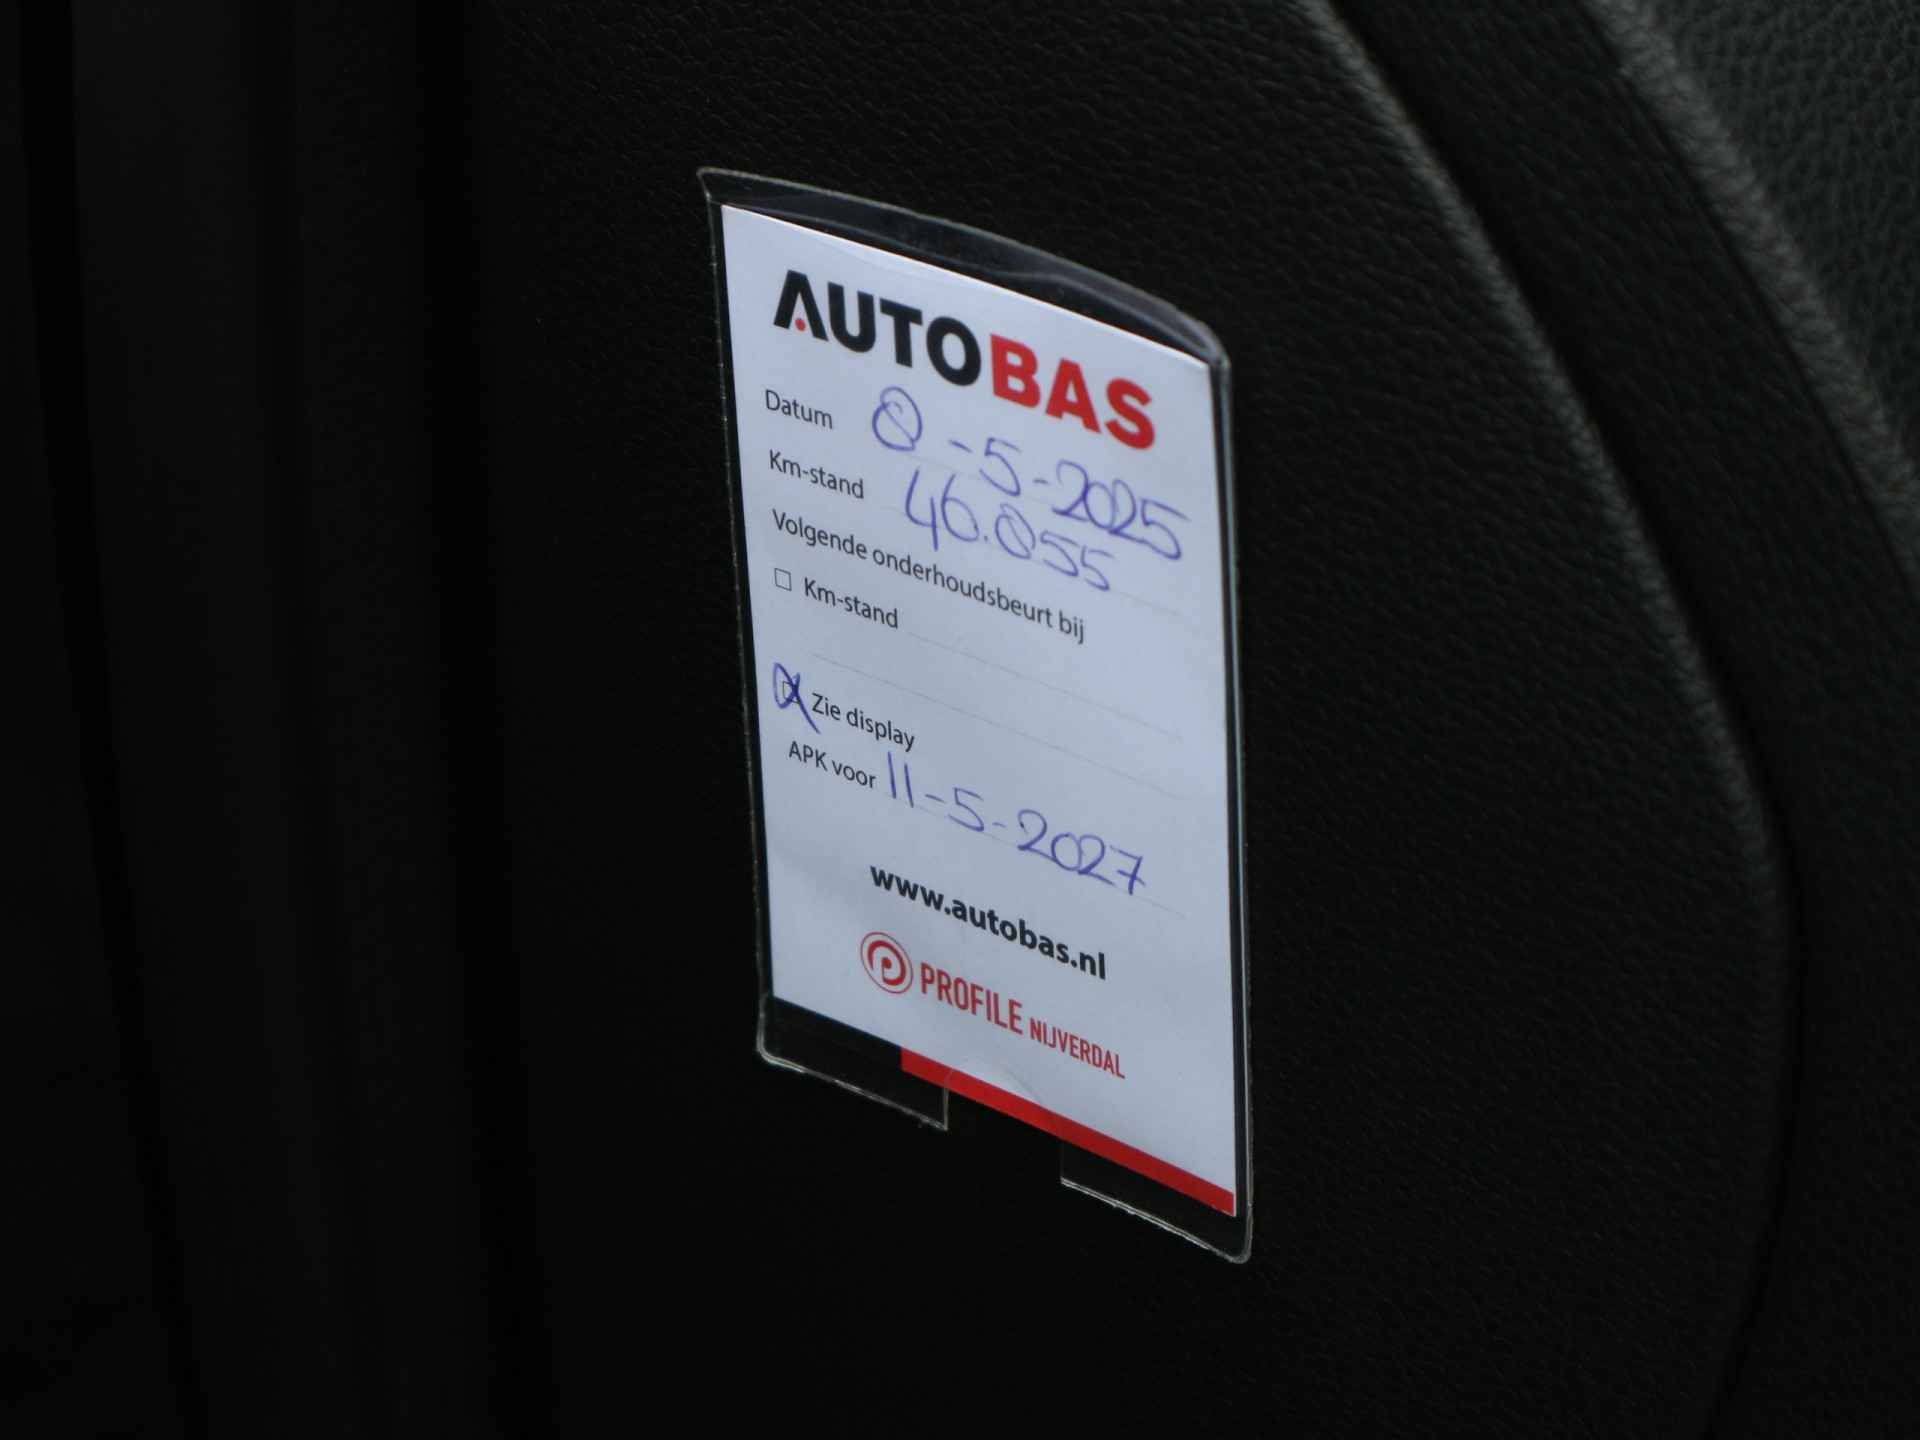 AUTOBAS
Datum 8-5-2025
Km-stand 46.855
Volgende onderhoudsbeurt bij
Km-stand
Zie display
APK voor 11-5-2027
www.autobas.nl
PROFILE NIJVERDAL